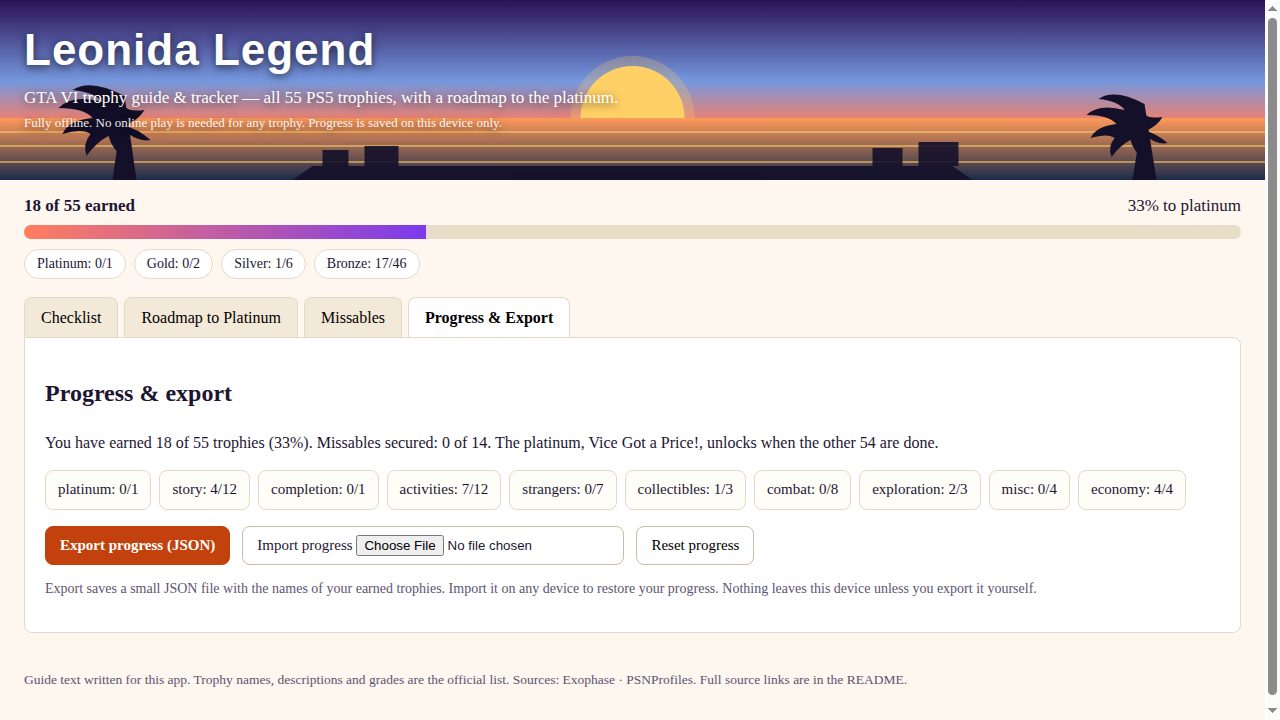 Leonida Legend
GTA VI trophy guide & tracker — all 55 PS5 trophies, with a roadmap to the platinum.
Fully offline. No online play is needed for any trophy. Progress is saved on this device only.
18 of 55 earned
33% to platinum
Platinum: 0/1
Gold: 0/2
Silver: 1/6
Bronze: 17/46
Checklist
Roadmap to Platinum
Missables
Progress & Export
Progress & export
You have earned 18 of 55 trophies (33%). Missables secured: 0 of 14. The platinum, Vice Got a Price!, unlocks when the other 54 are done.
platinum: 0/1
story: 4/12
completion: 0/1
activities: 7/12
strangers: 0/7
collectibles: 1/3
combat: 0/8
exploration: 2/3
misc: 0/4
economy: 4/4
Export progress (JSON)
Import progress Choose File No file chosen
Reset progress
Export saves a small JSON file with the names of your earned trophies. Import it on any device to restore your progress. Nothing leaves this device unless you export it yourself.
Guide text written for this app. Trophy names, descriptions and grades are the official list. Sources: Exophase · PSNProfiles. Full source links are in the README.